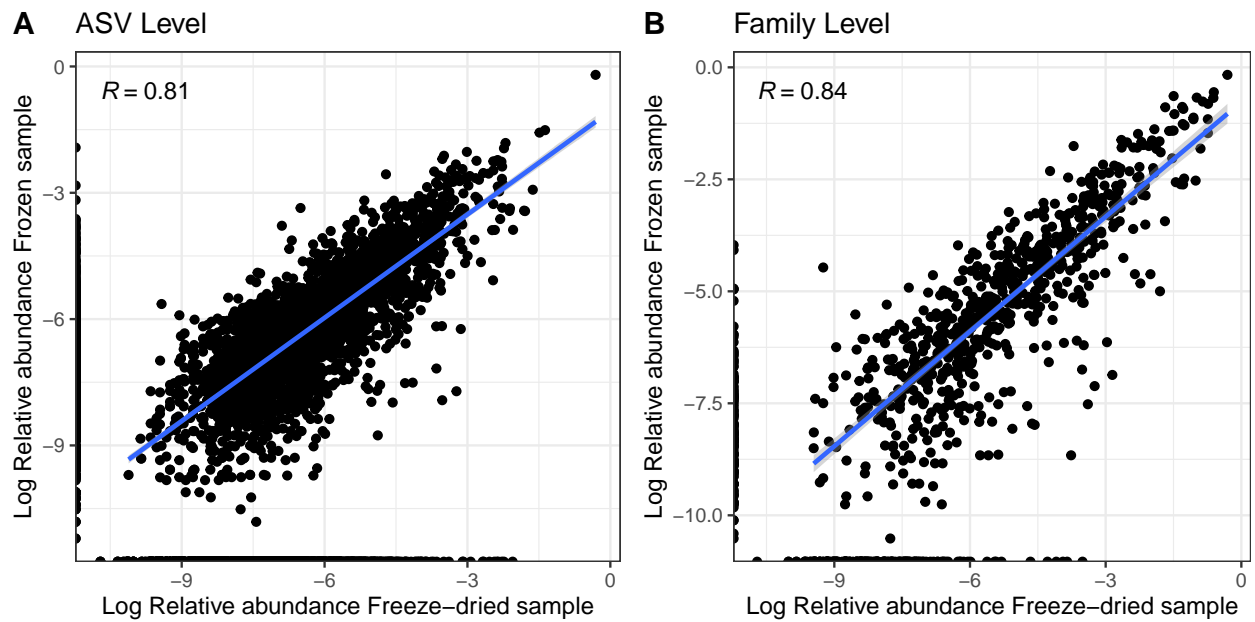 A ASV Level
R = 0.81
0
−3
−6
−9
−9 −6 −3 0
Log Relative abundance Freeze−dried sample
Log Relative abundance Frozen sample
B Family Level
R = 0.84
0.0
−2.5
−5.0
−7.5
−10.0
−9 −6 −3 0
Log Relative abundance Freeze−dried sample
Log Relative abundance Frozen sample